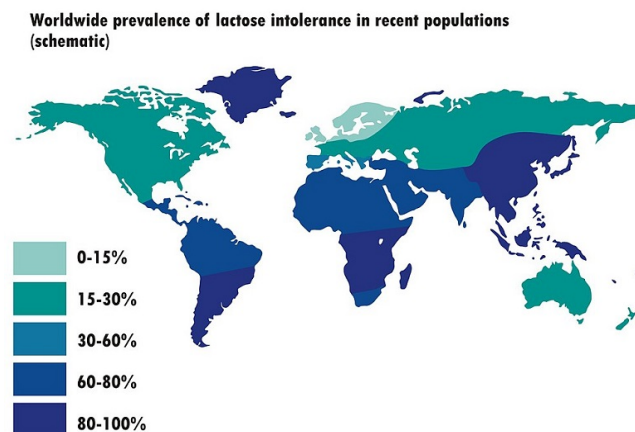 Worldwide prevalence of lactose intolerance in recent populations
(schematic)
0-15%
15-30%
30-60%
60-80%
80-100%